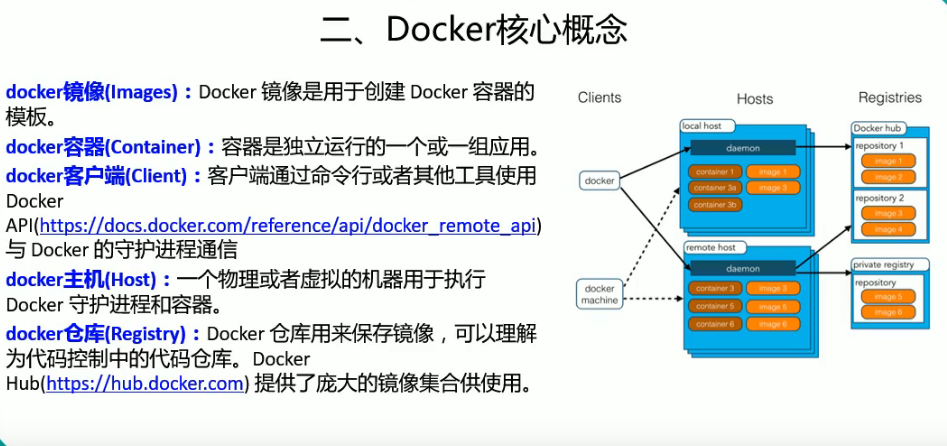 二、Docker核心概念
docker镜像(Images)：Docker 镜像是用于创建 Docker 容器的
模板。
docker容器(Container)：容器是独立运行的一个或一组应用。
docker客户端(Client)：客户端通过命令行或者其他工具使用
Docker
API(https://docs.docker.com/reference/api/docker_remote_api)
与 Docker 的守护进程通信
docker主机(Host)：一个物理或者虚拟的机器用于执行
Docker 守护进程和容器。
docker仓库(Registry)：Docker 仓库用来保存镜像，可以理解
为代码控制中的代码仓库。Docker
Hub(https://hub.docker.com) 提供了庞大的镜像集合供使用。
Clients
Hosts
Registries
docker
docker
machine
local host
daemon
container 1
image 1
container 3a
image 3
container 3b
remote host
daemon
container 3
image 3
container 5
image 5
container 6
image 6
Docker hub
repository 1
image 1
image 2
repository 2
image 3
image 4
private registry
repository
image 5
image 6